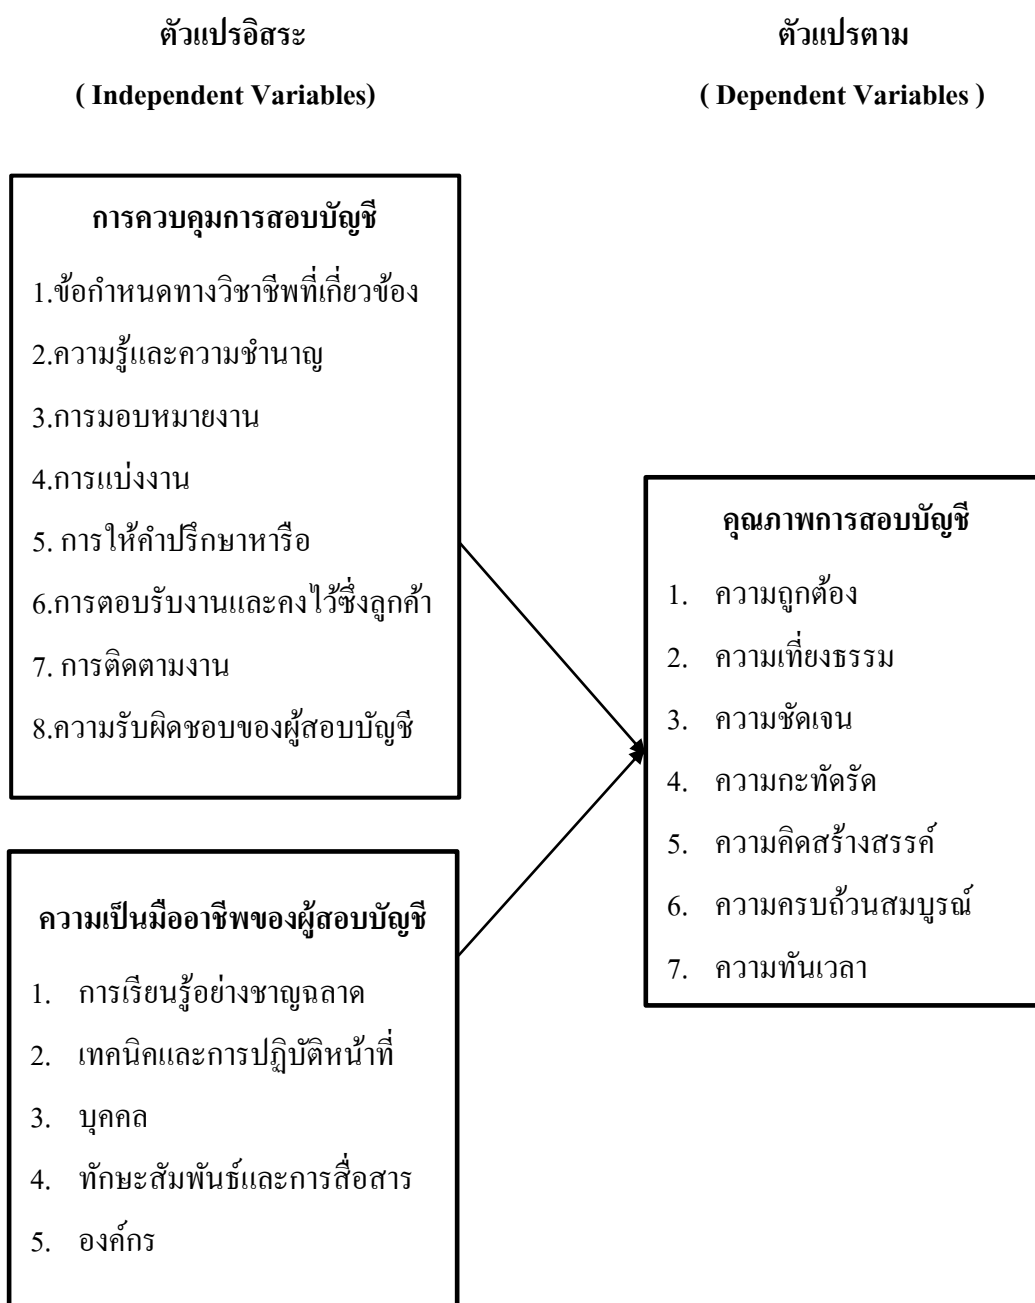 ตัวแปรอิสระ
( Independent Variables)
ตัวแปรตาม
( Dependent Variables )
การควบคุมการสอบบัญชี
1.ข้อกำหนดทางวิชาชีพที่เกี่ยวข้อง
2.ความรู้และความชำนาญ
3.การมอบหมายงาน
4.การแบ่งงาน
5. การให้คำปรึกษาหารือ
6.การตอบรับงานและคงไว้ซึ่งลูกค้า
7. การติดตามงาน
8.ความรับผิดชอบของผู้สอบบัญชี
ความเป็นมืออาชีพของผู้สอบบัญชี
1. การเรียนรู้อย่างชาญฉลาด
2. เทคนิคและการปฏิบัติหน้าที่
3. บุคคล
4. ทักษะสัมพันธ์และการสื่อสาร
5. องค์กร
คุณภาพการสอบบัญชี
1. ความถูกต้อง
2. ความเที่ยงธรรม
3. ความชัดเจน
4. ความกะทัดรัด
5. ความคิดสร้างสรรค์
6. ความครบถ้วนสมบูรณ์
7. ความทันเวลา